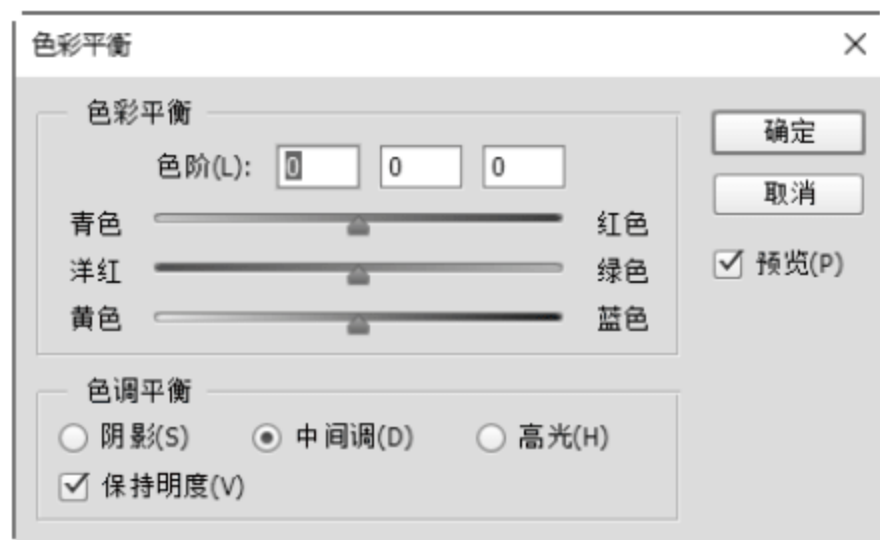 色彩平衡
色彩平衡
色阶(L): 0 0 0
青色 红色
洋红 绿色
黄色 蓝色
色调平衡
阴影(S) 中间调(D) 高光(H)
保持明度(V)
确定
取消
预览(P)